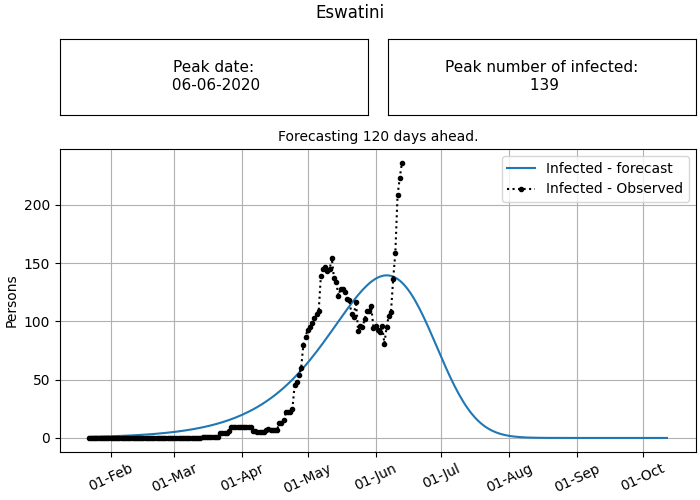 Eswatini
Peak date:
06-06-2020
Peak number of infected:
139
Forecasting 120 days ahead.
Infected - forecast
Infected - Observed
Persons
200
150
100
50
0
01-Feb
01-Mar
01-Apr
01-May
01-Jun
01-Jul
01-Aug
01-Sep
01-Oct